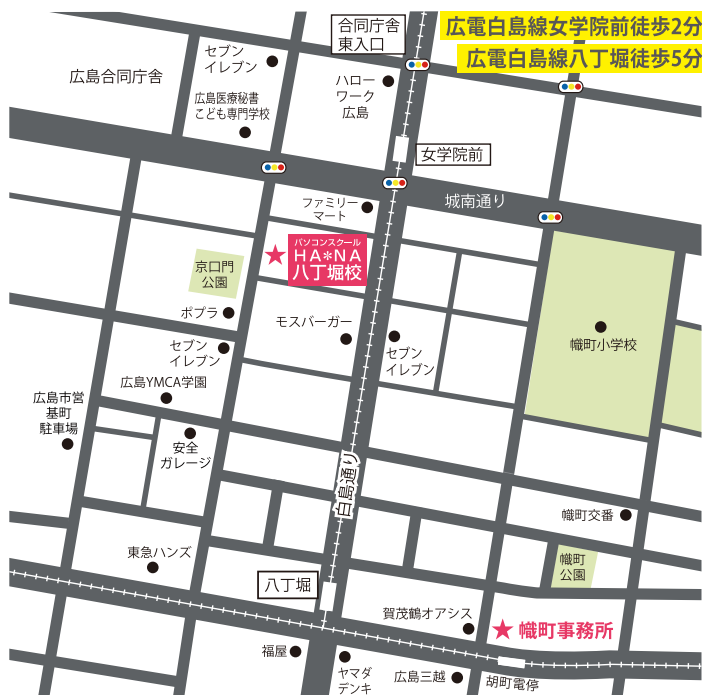 広電白島線女学院前徒歩2分
広電白島線八丁堀徒歩5分
合同庁舎
東入口
セブン
イレブン
広島合同庁舎
ハロー
ワーク
広島
広島医療秘書
こども専門学校
女学院前
城南通り
ファミリー
マート
パソコンスクール
HA*NA
八丁堀校
京口門
公園
ポプラ
モスバーガー
セブン
イレブン
セブン
イレブン
幟町小学校
広島YMCA学園
広島市営
基町
駐車場
安全
ガレージ
白島通り
幟町交番
東急ハンズ
幟町
公園
八丁堀
賀茂鶴オアシス
幟町事務所
福屋
ヤマダ
デンキ
広島三越
胡町電停